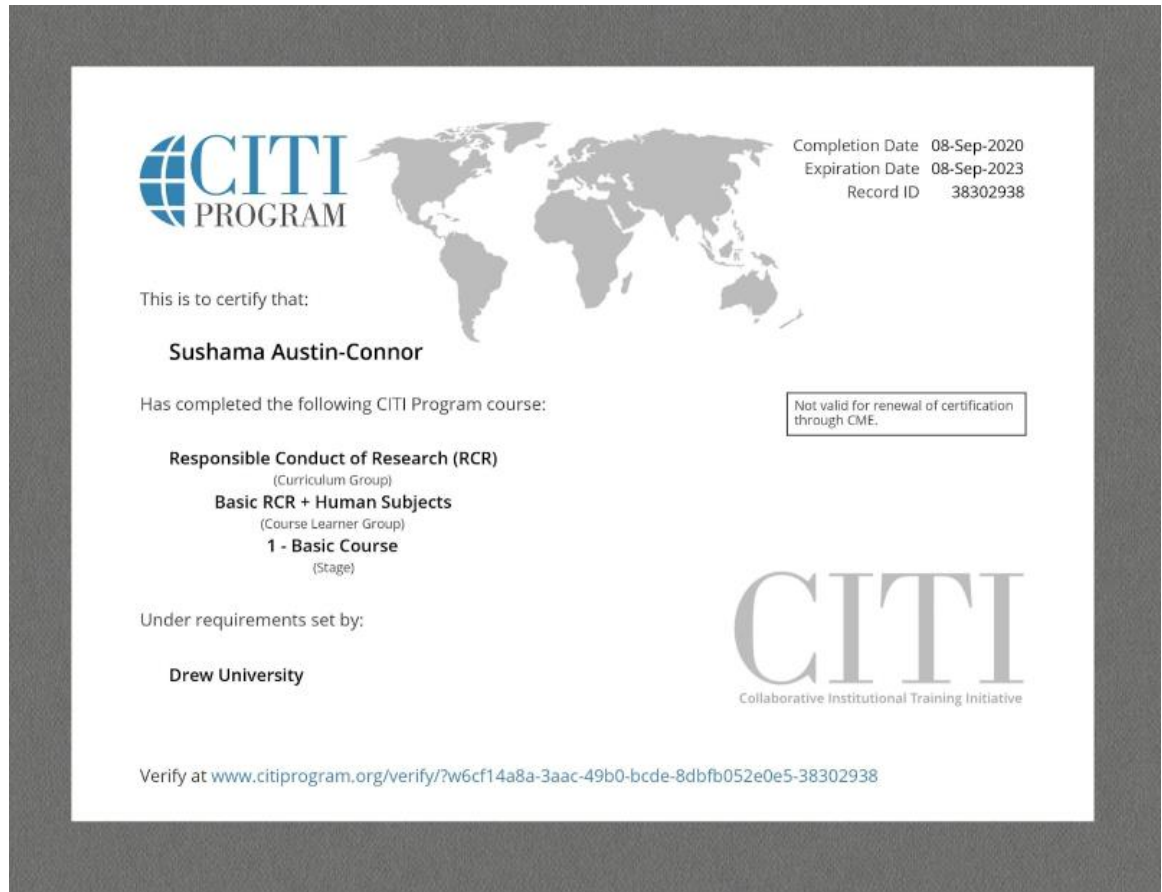 CITI
PROGRAM
Completion Date 08-Sep-2020
Expiration Date 08-Sep-2023
Record ID 38302938
This is to certify that:
Sushama Austin-Connor
Has completed the following CITI Program course:
Not valid for renewal of certification
through CME.
Responsible Conduct of Research (RCR)
(Curriculum Group)
Basic RCR + Human Subjects
(Course Learner Group)
1 - Basic Course
(Stage)
Under requirements set by:
Drew University
CITI
Collaborative Institutional Training Initiative
Verify at www.citiprogram.org/verify/?w6cf14a8a-3aac-49b0-bcde-8dbfb052e0e5-38302938